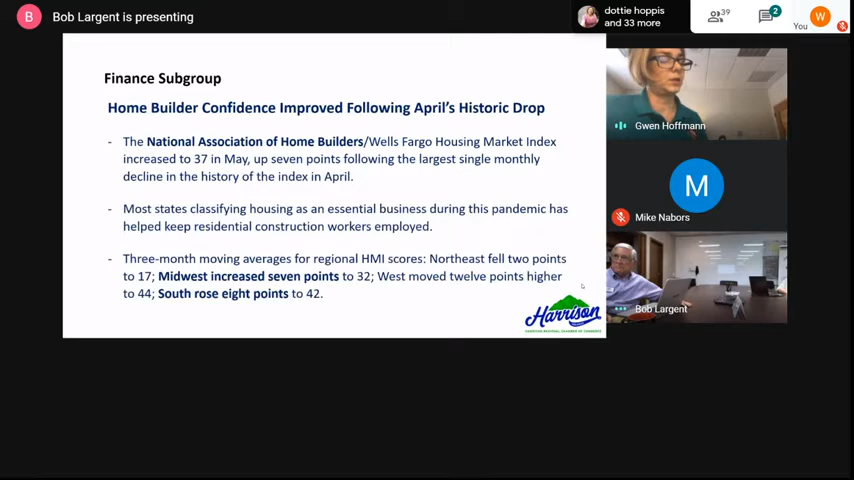 B Bob Largent is presenting
dottie hoppis
and 33 more
39
2
You
W
Finance Subgroup
Home Builder Confidence Improved Following April's Historic Drop
- The National Association of Home Builders/Wells Fargo Housing Market Index
increased to 37 in May, up seven points following the largest single monthly
decline in the history of the index in April.
- Most states classifying housing as an essential business during this pandemic has
helped keep residential construction workers employed.
- Three-month moving averages for regional HMI scores: Northeast fell two points
to 17; Midwest increased seven points to 32; West moved twelve points higher
to 44; South rose eight points to 42.
Harrison
HARRISON REGIONAL CHAMBER OF COMMERCE
Gwen Hoffmann
M
Mike Nabors
Bob Largent